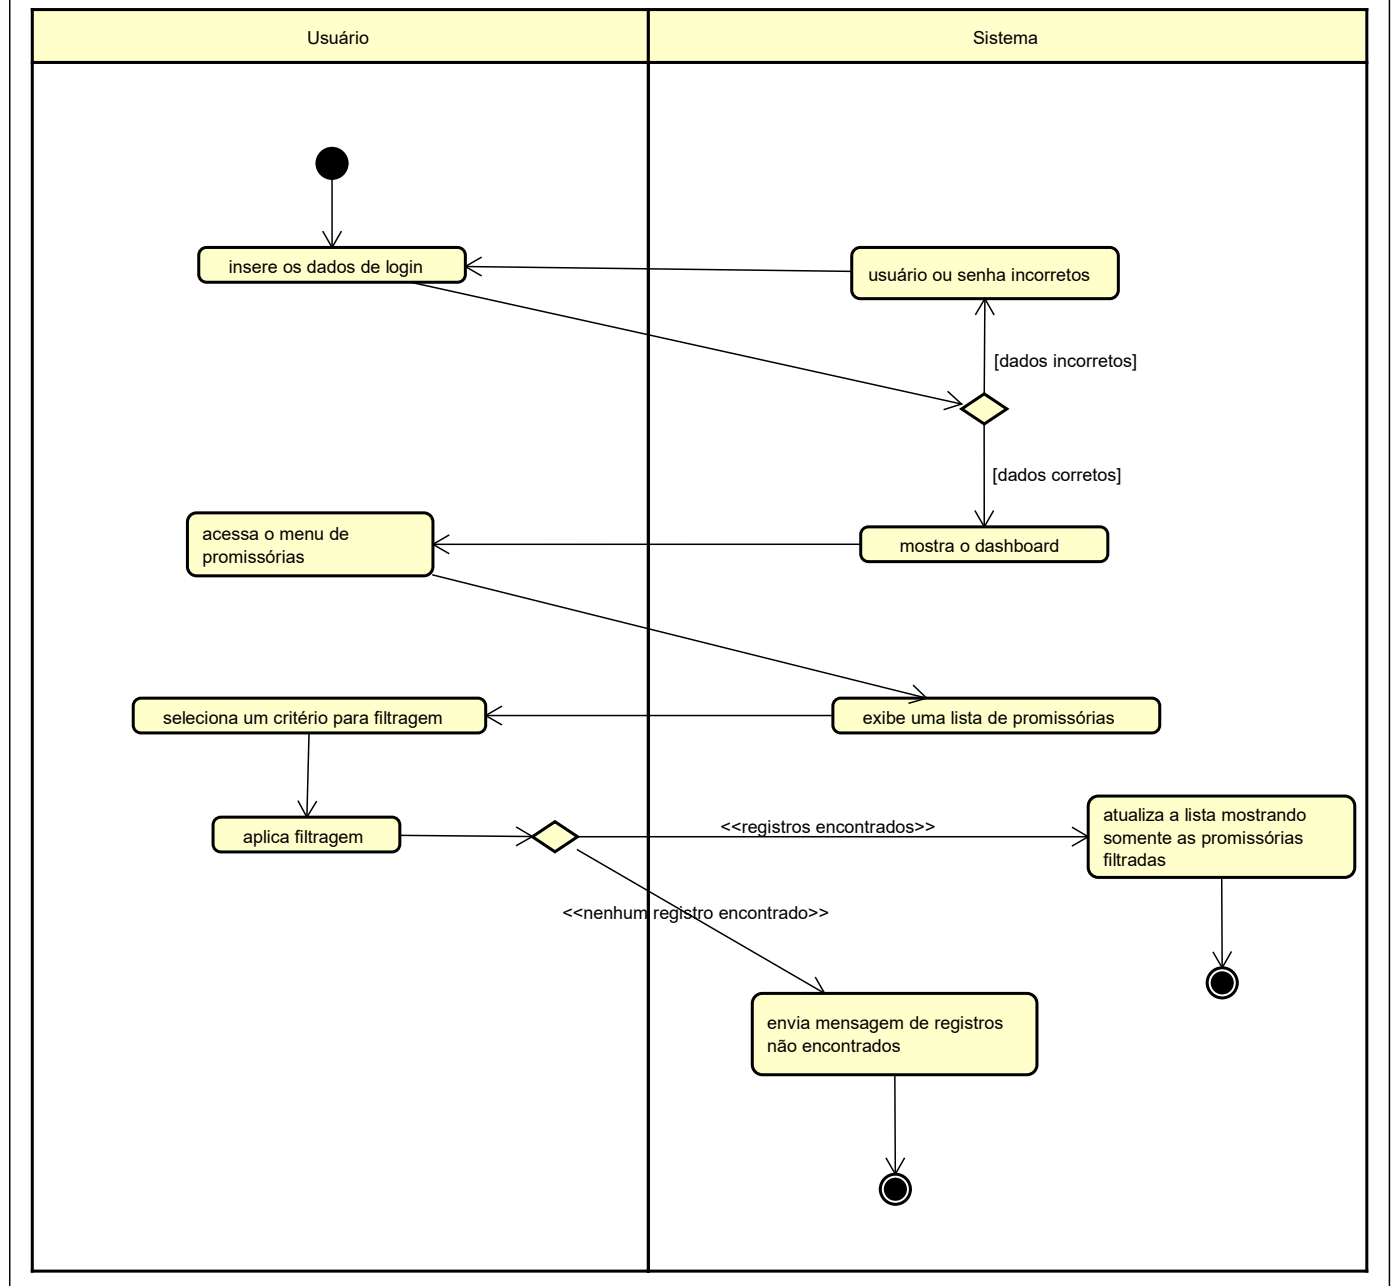 Usuário
Sistema
insere os dados de login
usuário ou senha incorretos
[dados incorretos]
[dados corretos]
acessa o menu de
promissórias
mostra o dashboard
seleciona um critério para filtragem
exibe uma lista de promissórias
aplica filtragem
<<registros encontrados>>
atualiza a lista mostrando
somente as promissórias
filtradas
<<nenhum registro encontrado>>
envia mensagem de registros
não encontrados